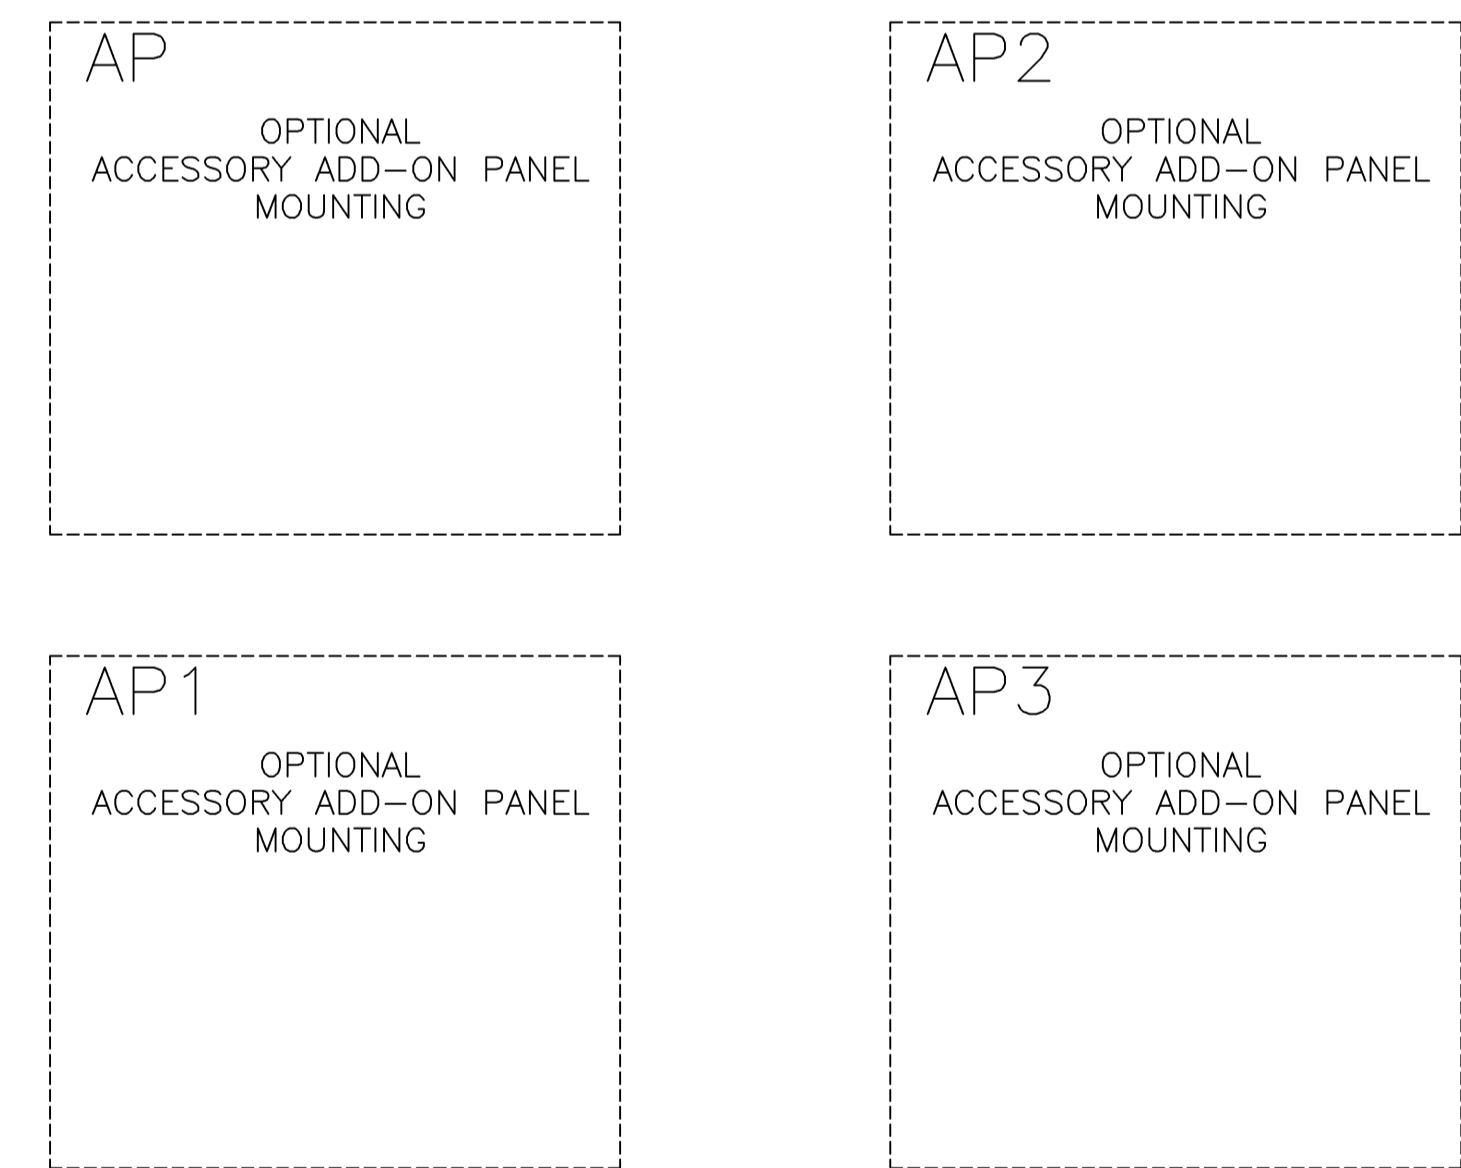 AP
OPTIONAL
ACCESSORY ADD-ON PANEL
MOUNTING
AP2
OPTIONAL
ACCESSORY ADD-ON PANEL
MOUNTING
AP1
OPTIONAL
ACCESSORY ADD-ON PANEL
MOUNTING
AP3
OPTIONAL
ACCESSORY ADD-ON PANEL
MOUNTING